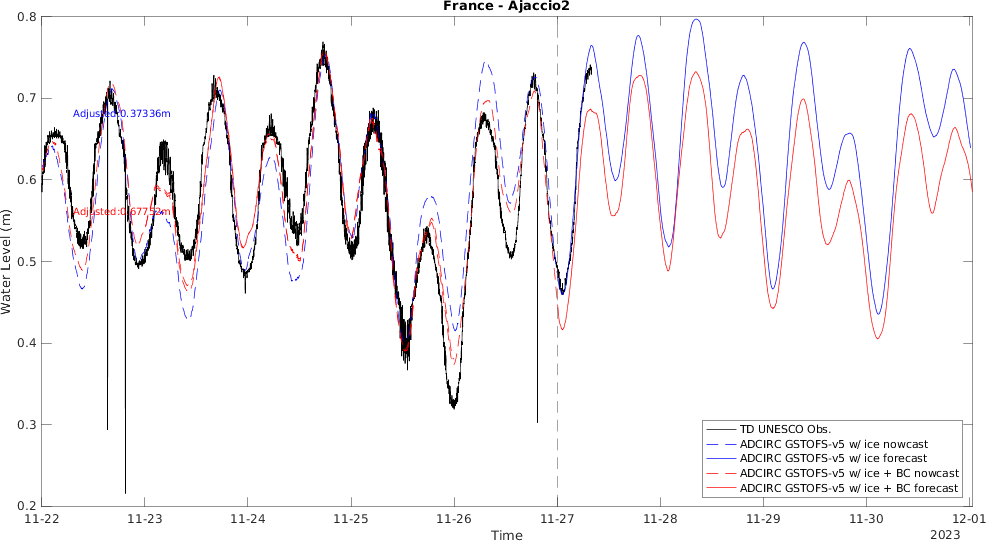 France - Ajaccio2
0.8
0.7
0.6
0.5
0.4
0.3
0.2
Water Level (m)
Adjusted:0.37336m
Adjusted:0.67752m
TD UNESCO Obs.
ADCIRC GSTOFS-v5 w/ ice nowcast
ADCIRC GSTOFS-v5 w/ ice forecast
ADCIRC GSTOFS-v5 w/ ice + BC nowcast
ADCIRC GSTOFS-v5 w/ ice + BC forecast
11-22 11-23 11-24 11-25 11-26 11-27 11-28 11-29 11-30 12-01
Time
2023